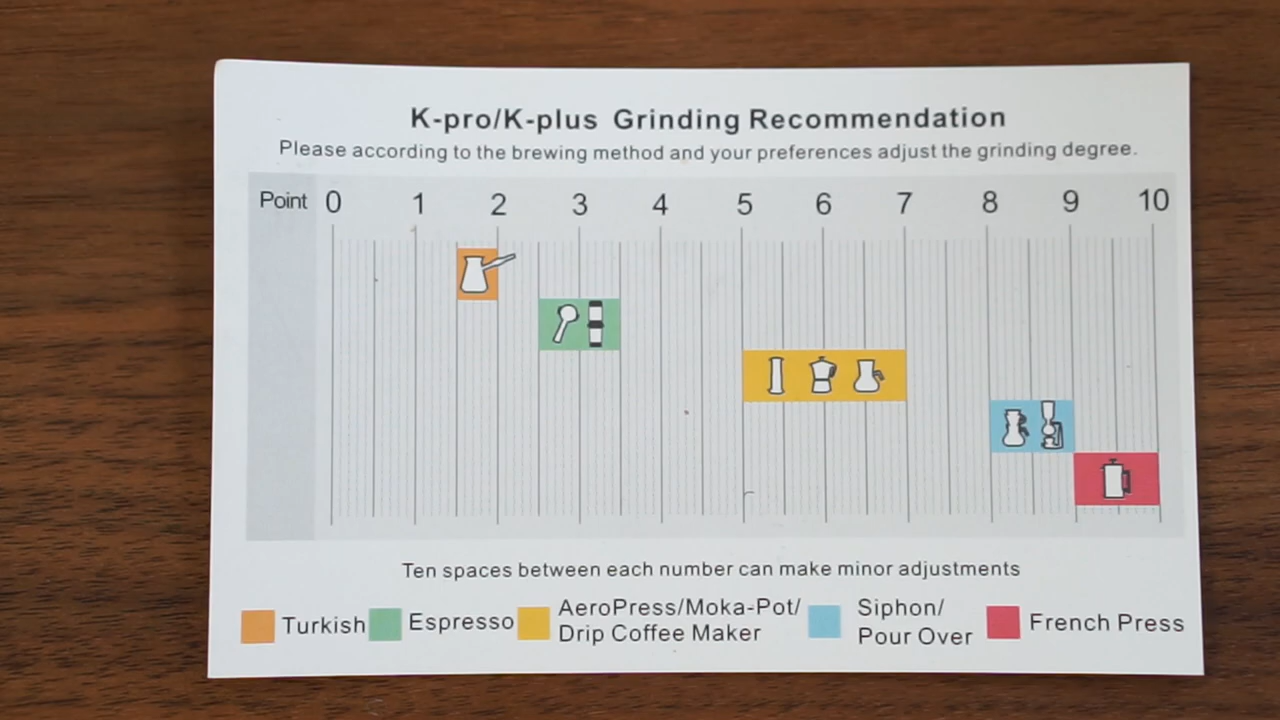 K-pro/K-plus Grinding Recommendation
Please according to the brewing method and your preferences adjust the grinding degree.
Point 0 1 2 3 4 5 6 7 8 9 10
Ten spaces between each number can make minor adjustments
Turkish
Espresso
AeroPress/Moka-Pot/
Drip Coffee Maker
Siphon/
Pour Over
French Press